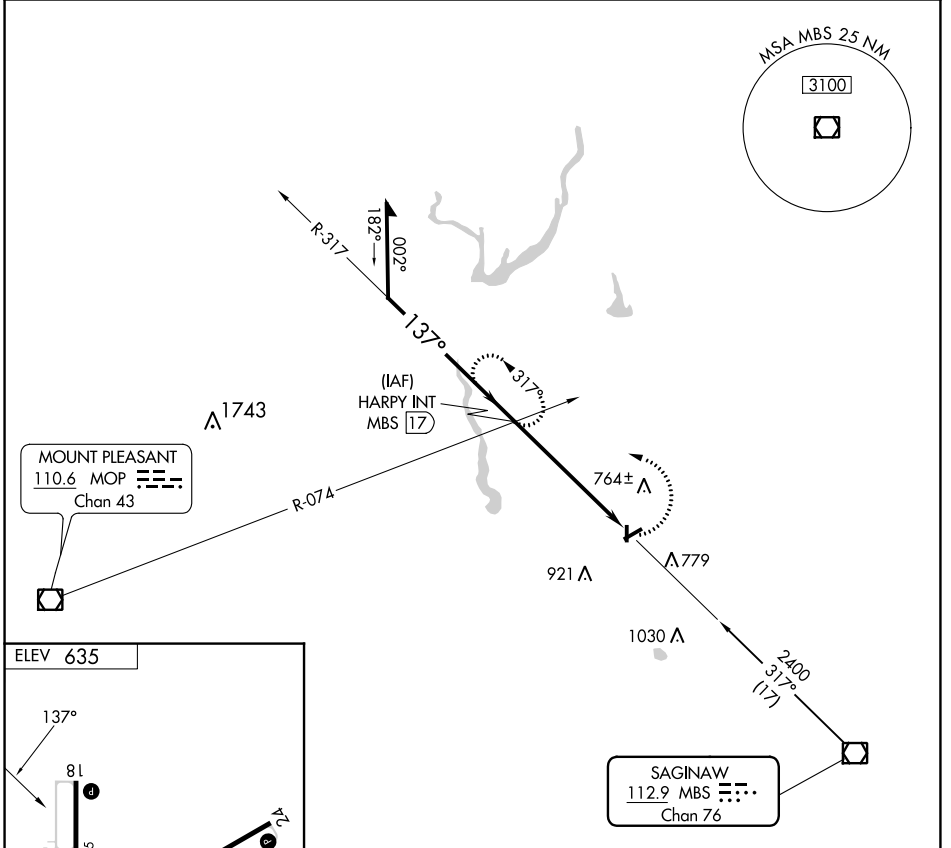 MSA MBS 25 NM
3100
R-317
182°
002°
137°
317°
(IAF)
HARPY INT
MBS 17
1743
MOUNT PLEASANT
110.6 MOP
Chan 43
R-074
764±
921
779
1030
2400
317°
(17)
ELEV 635
137°
18
P
24
P
SAGINAW
112.9 MBS
Chan 76